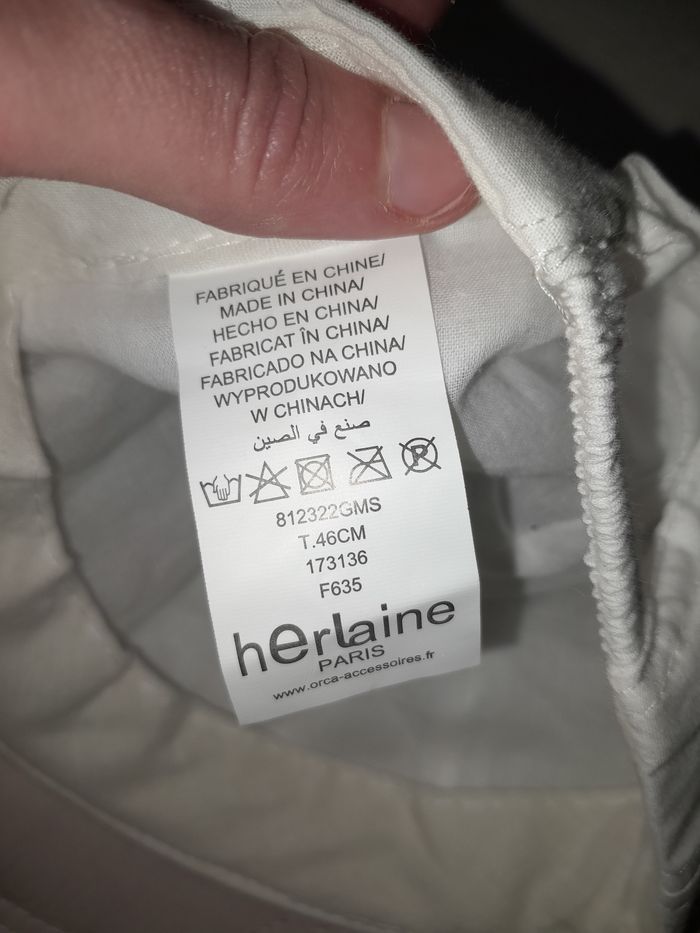 FABRIQUÉ EN CHINE/
MADE IN CHINA/
HECHO EN CHINA/
FABRICAT ÎN CHINA/
FABRICADO NA CHINA/
WYPRODUKOWANO
W CHINACH/
صنع في الصين
P
812322GMS
T.46CM
173136
F635
herlaine
PARIS
www.orca-accessoires.fr